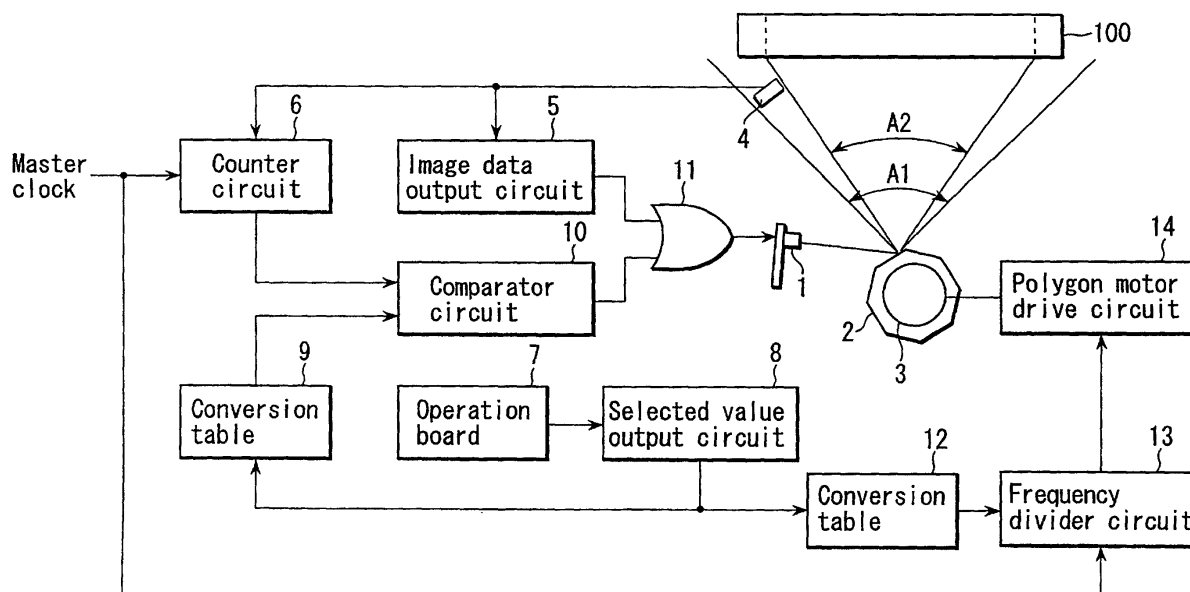 100
6
5
4
A2
Master
clock
Counter
circuit
Image data
output circuit
11
A1
10
1
14
Comparator
circuit
Polygon motor
drive circuit
2
3
9
7
8
Conversion
table
Operation
board
Selected value
output circuit
12
13
Conversion
table
Frequency
divider circuit